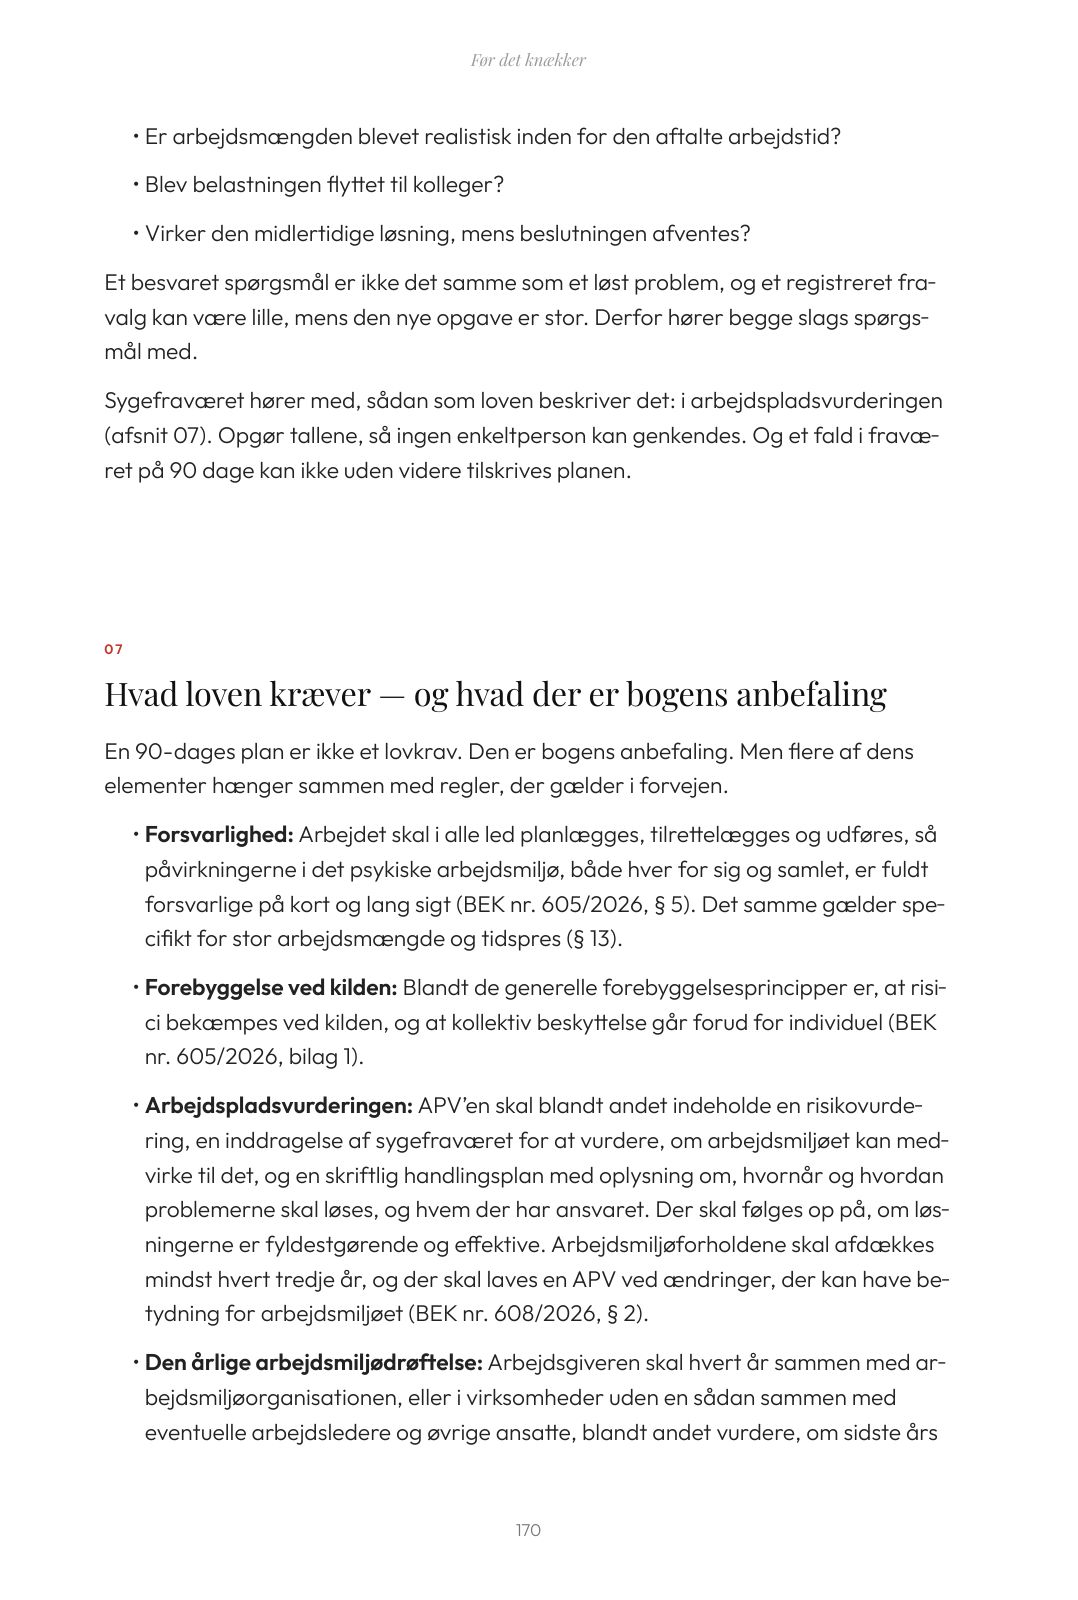 Før det knækker
• Er arbejdsmængden blevet realistisk inden for den aftalte arbejdstid?
• Blev belastningen flyttet til kolleger?
• Virker den midlertidige løsning, mens beslutningen afventes?
Et besvaret spørgsmål er ikke det samme som et løst problem, og et registreret fra-
valg kan være lille, mens den nye opgave er stor. Derfor hører begge slags spørgs-
mål med.
Sygefraværet hører med, sådan som loven beskriver det: i arbejdspladsvurderingen
(afsnit 07). Opgør tallene, så ingen enkeltperson kan genkendes. Og et fald i fravæ-
ret på 90 dage kan ikke uden videre tilskrives planen.
07
Hvad loven kræver — og hvad der er bogens anbefaling
En 90-dages plan er ikke et lovkrav. Den er bogens anbefaling. Men flere af dens
elementer hænger sammen med regler, der gælder i forvejen.
• Forsvarlighed: Arbejdet skal i alle led planlægges, tilrettelægges og udføres, så
påvirkningerne i det psykiske arbejdsmiljø, både hver for sig og samlet, er fuldt
forsvarlige på kort og lang sigt (BEK nr. 605/2026, § 5). Det samme gælder spe-
cifikt for stor arbejdsmængde og tidspres (§ 13).
• Forebyggelse ved kilden: Blandt de generelle forebyggelsesprincipper er, at risi-
ci bekæmpes ved kilden, og at kollektiv beskyttelse går forud for individuel (BEK
nr. 605/2026, bilag 1).
• Arbejdspladsvurderingen: APV’en skal blandt andet indeholde en risikovurde-
ring, en inddragelse af sygefraværet for at vurdere, om arbejdsmiljøet kan med-
virke til det, og en skriftlig handlingsplan med oplysning om, hvornår og hvordan
problemerne skal løses, og hvem der har ansvaret. Der skal følges op på, om løs-
ningerne er fyldestgørende og effektive. Arbejdsmiljøforholdene skal afdækkes
mindst hvert tredje år, og der skal laves en APV ved ændringer, der kan have be-
tydning for arbejdsmiljøet (BEK nr. 608/2026, § 2).
• Den årlige arbejdsmiljødrøftelse: Arbejdsgiveren skal hvert år sammen med ar-
bejdsmiljøorganisationen, eller i virksomheder uden en sådan sammen med
eventuelle arbejdsledere og øvrige ansatte, blandt andet vurdere, om sidste års
170